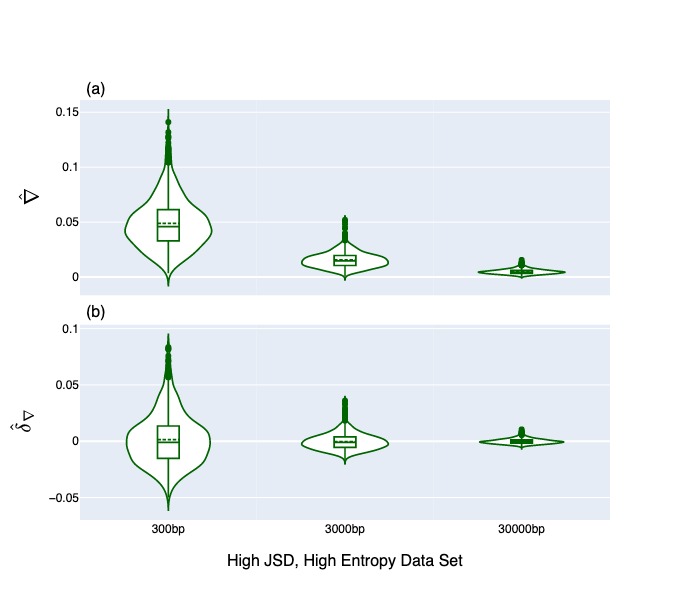 (a)
0.15
0.1
0.05
0
∇̂
(b)
0.1
0.05
0
−0.05
δ̂∇
300bp 3000bp 30000bp
High JSD, High Entropy Data Set